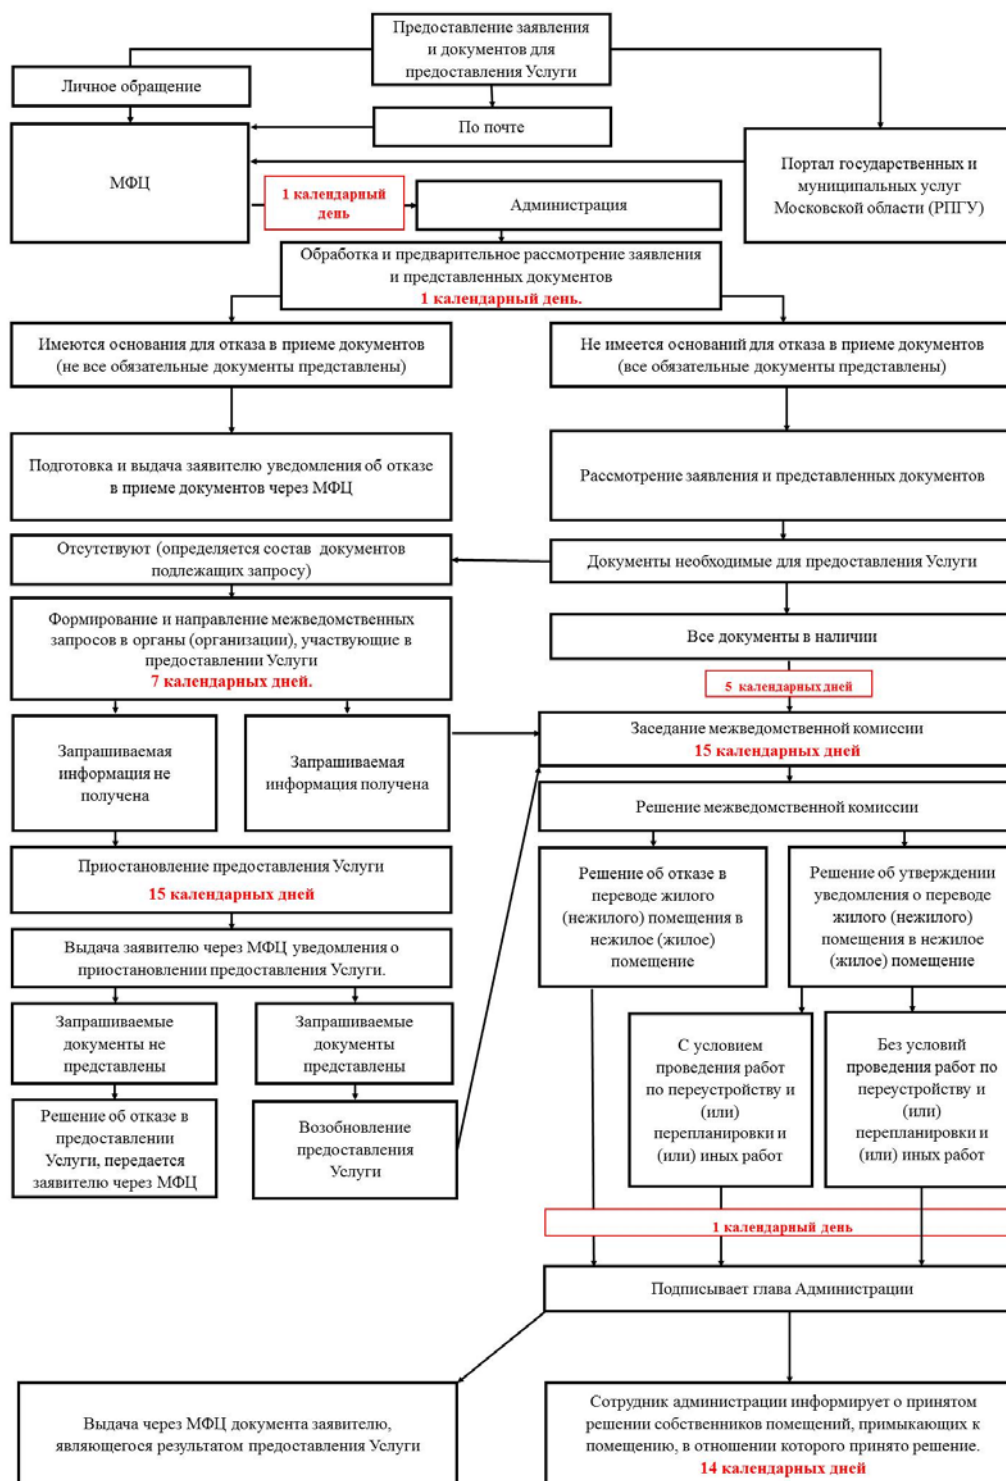 Предоставление заявления
и документов для
предоставления Услуги
Личное обращение
По почте
МФЦ
Портал государственных и
муниципальных услуг
Московской области (РПГУ)
1 календарный
день
Администрация
Обработка и предварительное рассмотрение заявления
и представленных документов
1 календарный день.
Имеются основания для отказа в приеме документов
(не все обязательные документы представлены)
Не имеется оснований для отказа в приеме документов
(все обязательные документы представлены)
Подготовка и выдача заявителю уведомления об отказе
в приеме документов через МФЦ
Рассмотрение заявления и представленных документов
Отсутствуют (определяется состав документов
подлежащих запросу)
Документы необходимые для предоставления Услуги
Формирование и направление межведомственных
запросов в органы (организации), участвующие в
предоставлении Услуги
7 календарных дней.
Все документы в наличии
5 календарных дней
Запрашиваемая
информация не
получена
Запрашиваемая
информация получена
Заседание межведомственной комиссии
15 календарных дней
Решение межведомственной комиссии
Приостановление предоставления Услуги
15 календарных дней
Решение об отказе в
переводе жилого
(нежилого) помещения в
нежилое (жилое)
помещение
Решение об утверждении
уведомления о переводе
жилого (нежилого)
помещения в нежилое
(жилое) помещение
Выдача заявителю через МФЦ уведомления о
приостановлении предоставления Услуги.
Запрашиваемые
документы не
представлены
Запрашиваемые
документы
представлены
С условием
проведения работ
по переустройству и
(или)
перепланировки и
(или) иных работ
Без условий
проведения работ по
переустройству и
(или)
перепланировки и
(или) иных работ
Решение об отказе в
предоставлении
Услуги, передается
заявителю через МФЦ
Возобновление
предоставления
Услуги
1 календарный день
Подписывает глава Администрации
Выдача через МФЦ документа заявителю,
являющегося результатом предоставления Услуги
Сотрудник администрации информирует о принятом
решении собственников помещений, примыкающих к
помещению, в отношении которого принято решение.
14 календарных дней